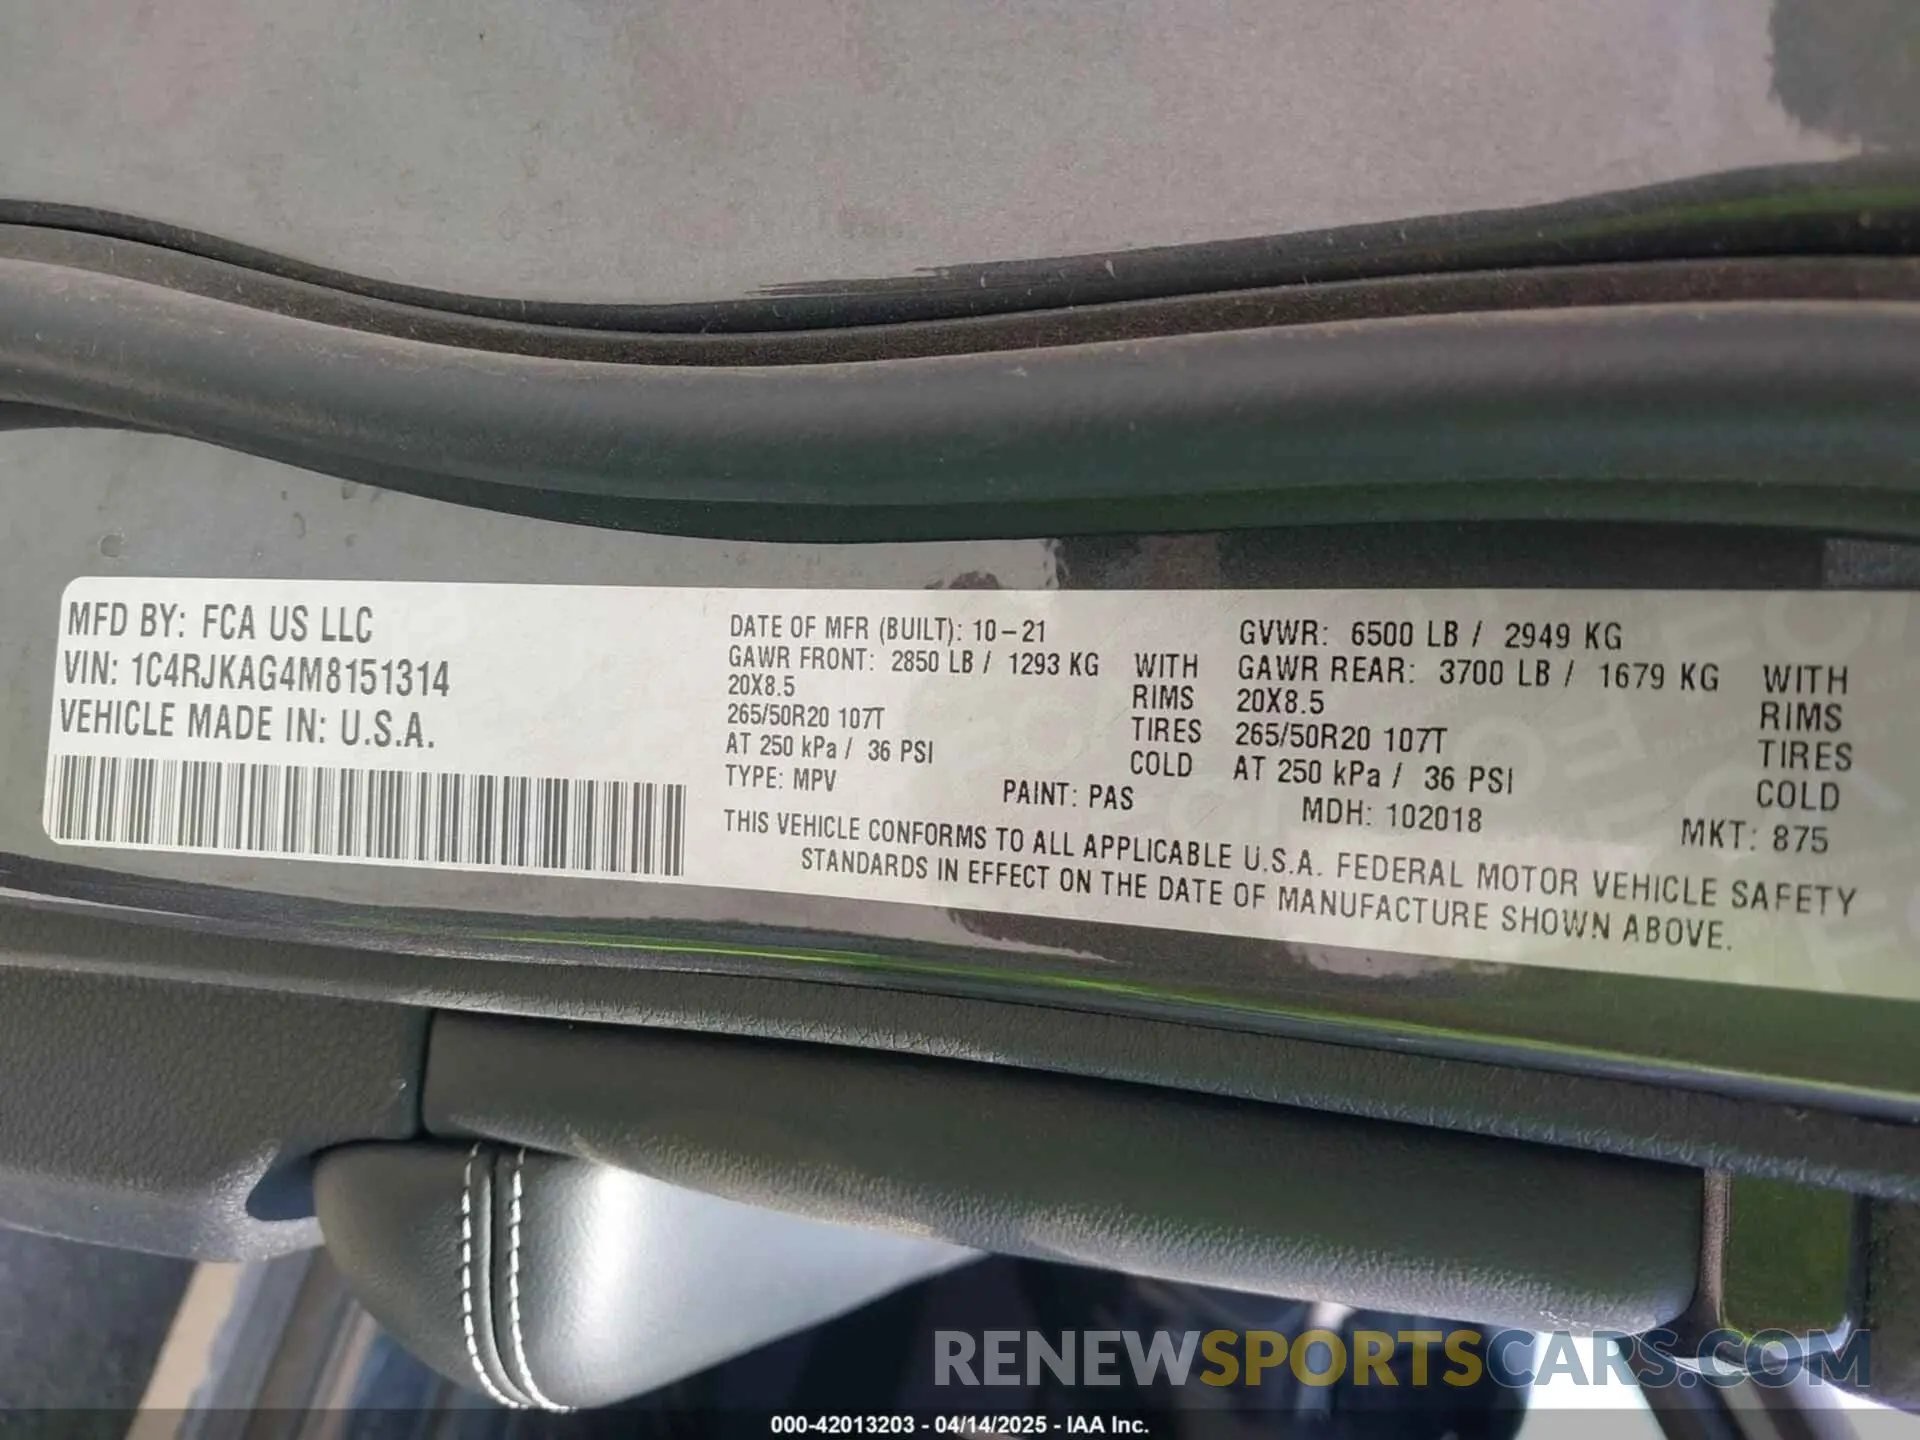 MFD BY: FCA US LLC
VIN: 1C4RJKAG4M8151314
VEHICLE MADE IN: U.S.A.
DATE OF MFR (BUILT): 10-21
GVWR: 6500 LB / 2949 KG
GAWR FRONT: 2850 LB / 1293 KG WITH
20X8.5 RIMS
265/50R20 107T TIRES
AT 250 kPa / 36 PSI COLD
GAWR REAR: 3700 LB / 1679 KG WITH
20X8.5 RIMS
265/50R20 107T TIRES
AT 250 kPa / 36 PSI COLD
TYPE: MPV PAINT: PAS MDH: 102018 MKT: 875
THIS VEHICLE CONFORMS TO ALL APPLICABLE U.S.A. FEDERAL MOTOR VEHICLE SAFETY
STANDARDS IN EFFECT ON THE DATE OF MANUFACTURE SHOWN ABOVE.
RENEWSPORTSCARS.COM
000-42013203 - 04/14/2025 - IAA Inc.